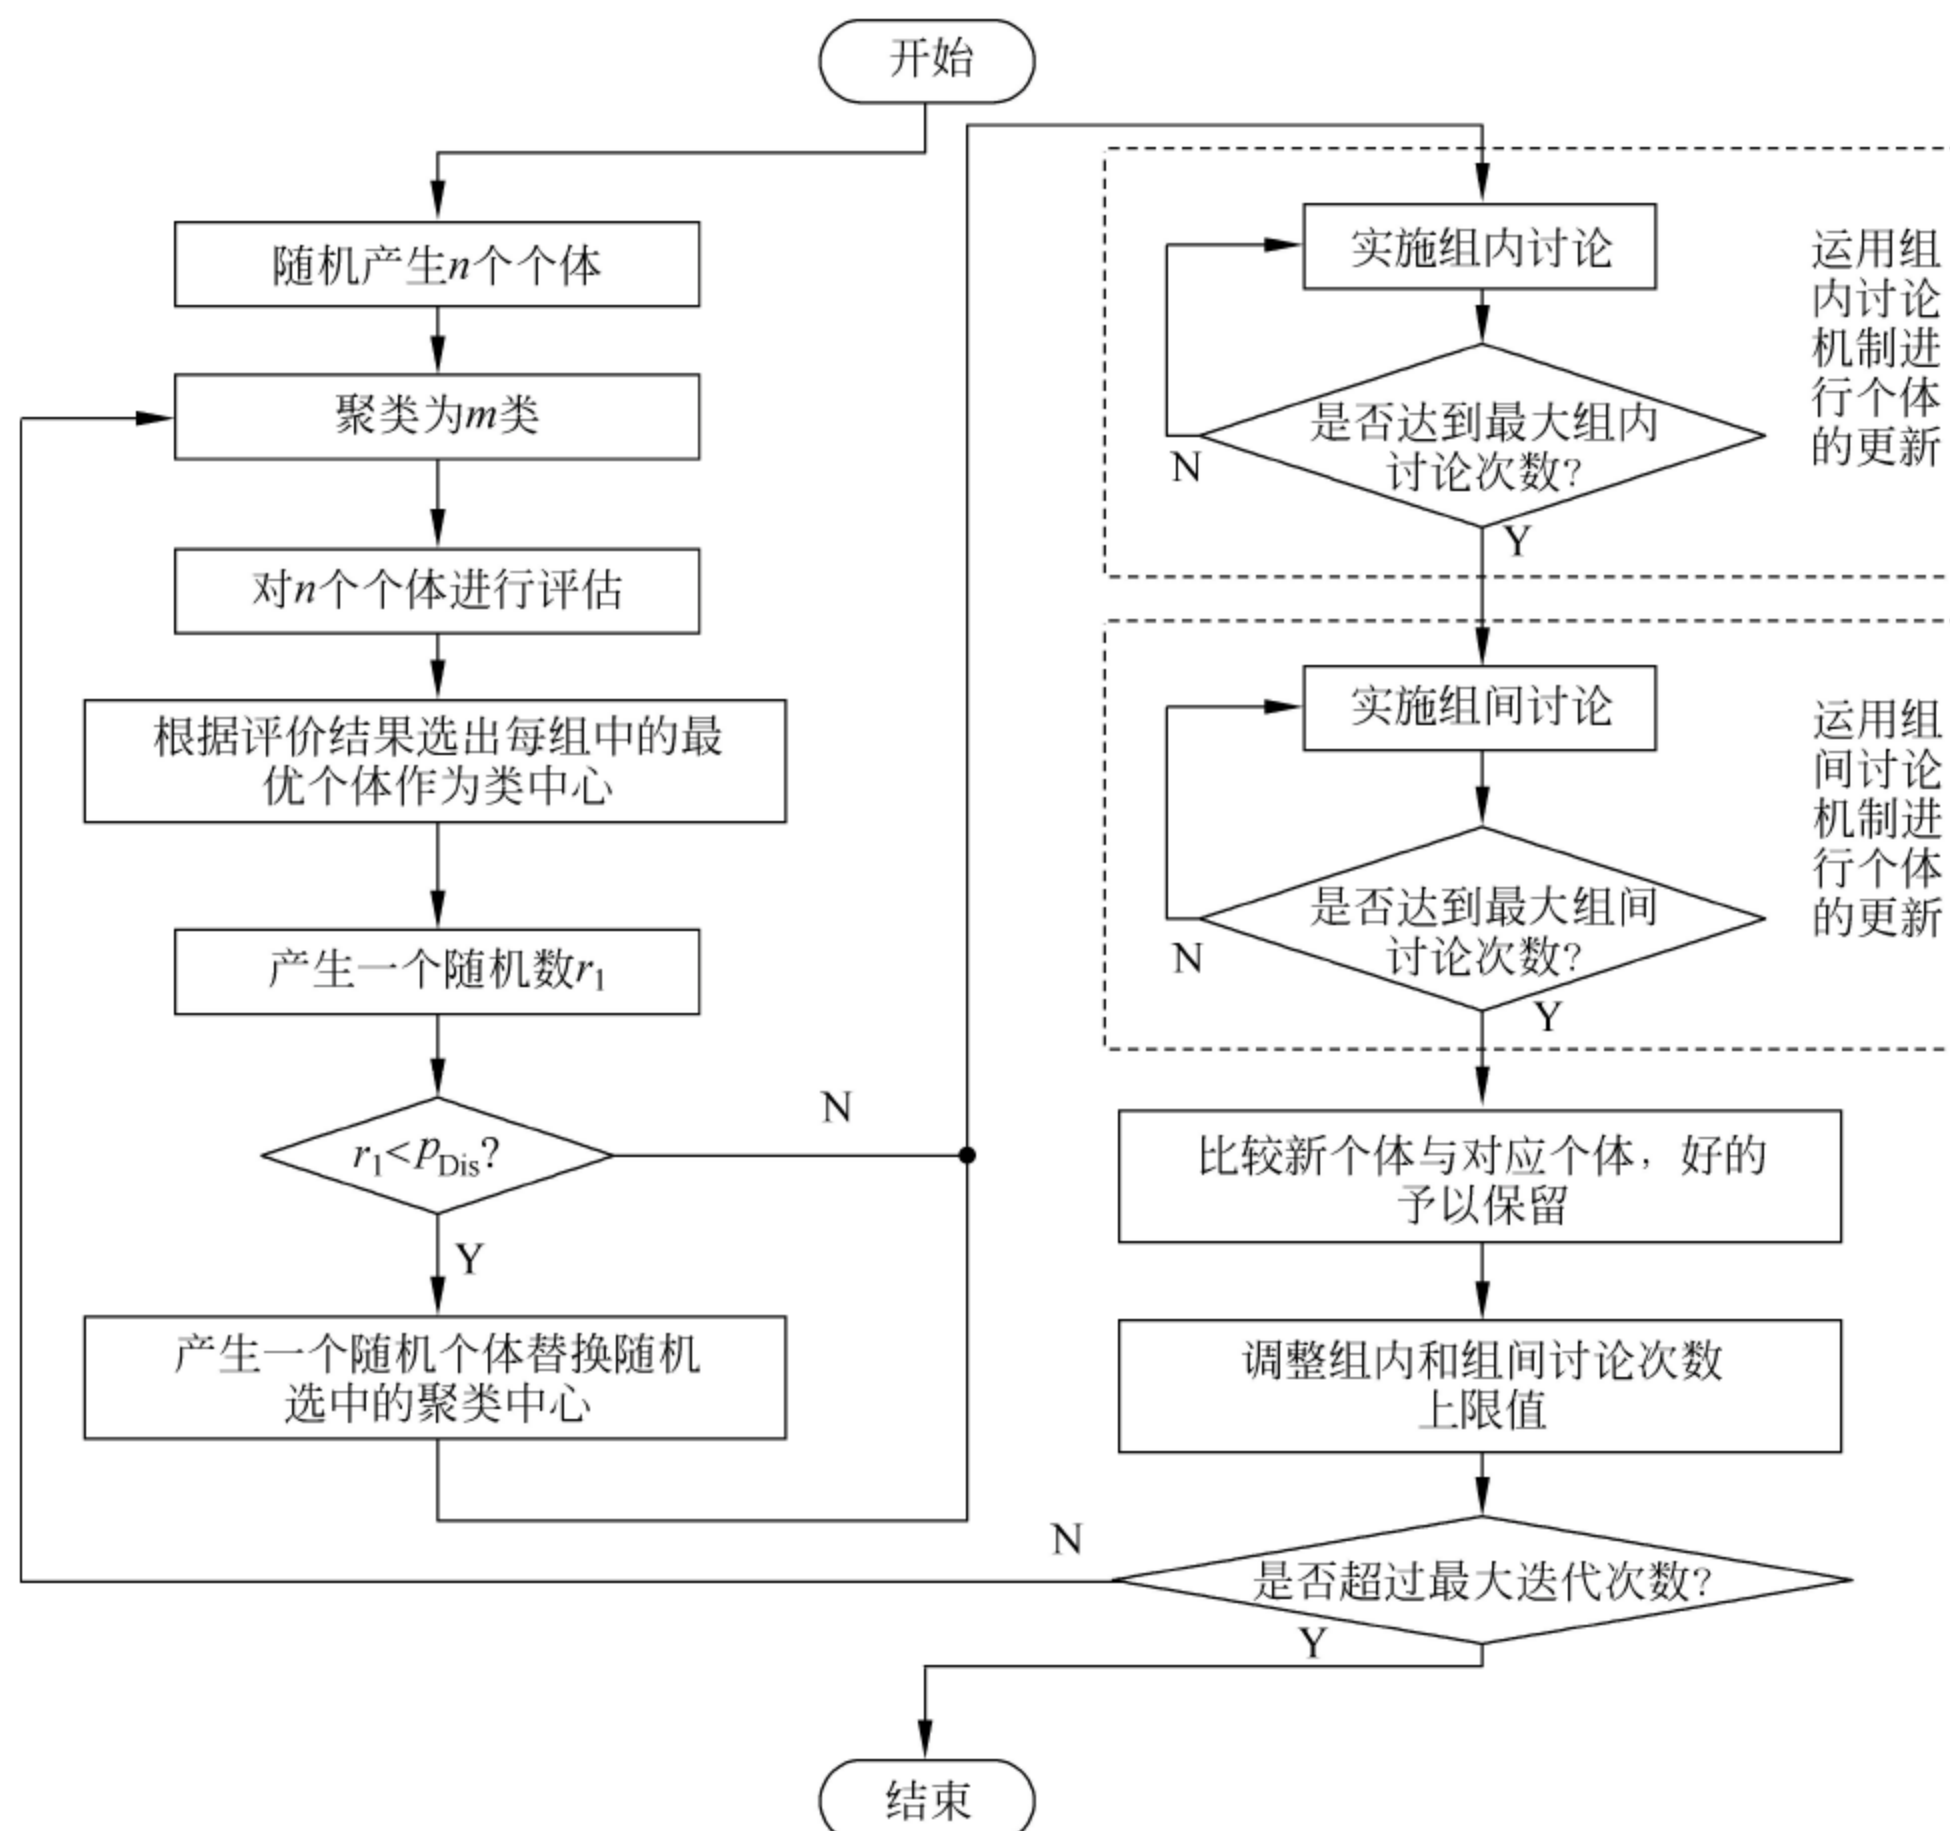 开始
随机产生n个个体
聚类为m类
对n个个体进行评估
根据评价结果选出每组中的最
优个体作为类中心
产生一个随机数r1
r1<pDis?
N
Y
产生一个随机个体替换随机
选中的聚类中心
实施组内讨论
是否达到最大组内
讨论次数?
N
Y
运用组
内讨论
机制进
行个体
的更新
实施组间讨论
是否达到最大组间
讨论次数?
N
Y
运用组
间讨论
机制进
行个体
的更新
比较新个体与对应个体，好的
予以保留
调整组内和组间讨论次数
上限值
是否超过最大迭代次数?
N
Y
结束